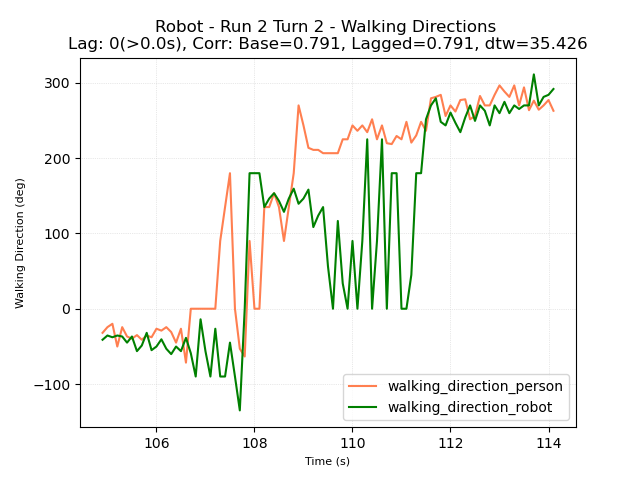 Robot - Run 2 Turn 2 - Walking Directions
Lag: 0(>0.0s), Corr: Base=0.791, Lagged=0.791, dtw=35.426
Walking Direction (deg)
300
200
100
0
−100
106
108
110
112
114
Time (s)
walking_direction_person
walking_direction_robot